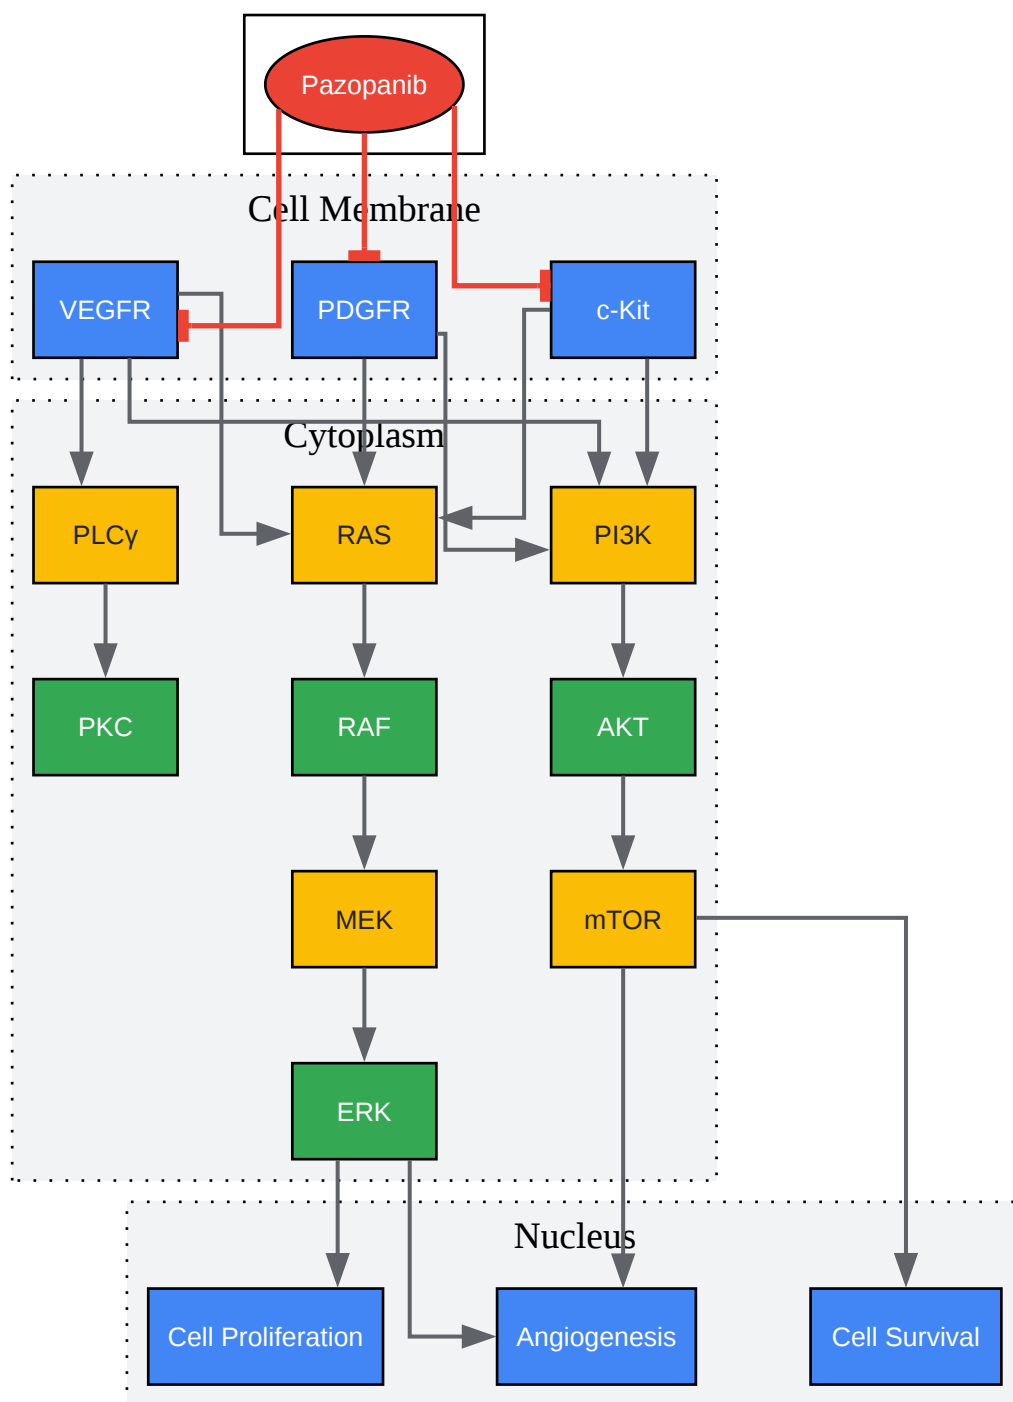 Pazopanib
Cell Membrane
VEGFR
PDGFR
c-Kit
Cytoplasm
PLCγ
RAS
PI3K
PKC
RAF
AKT
MEK
mTOR
ERK
Nucleus
Cell Proliferation
Angiogenesis
Cell Survival